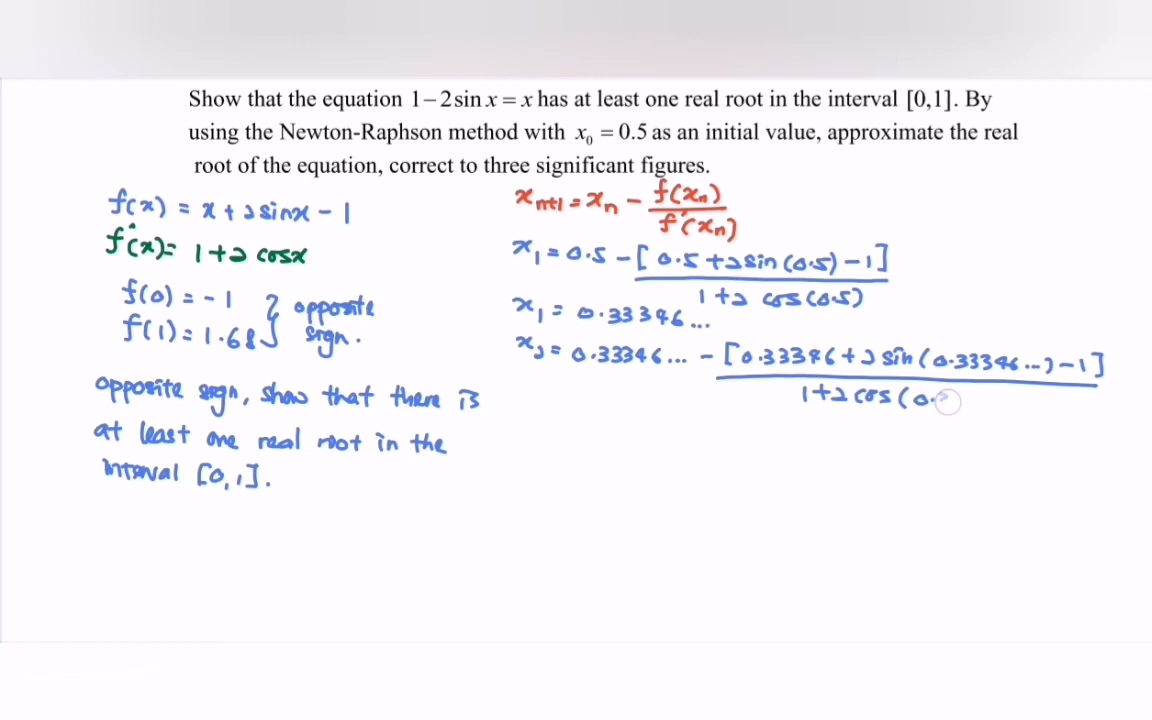 Show that the equation 1−2sin x = x has at least one real root in the interval [0,1]. By
using the Newton-Raphson method with x₀ = 0.5 as an initial value, approximate the real
root of the equation, correct to three significant figures.
f(x) = x + 2 sinx − 1
f'(x) = 1 + 2 cosx
f(0) = −1
f(1) = 1.68
} opposite
sign.
opposite sign, show that there is
at least one real root in the
interval [0,1].
xₙ₊₁ = xₙ − f(xₙ)
f'(xₙ)
x₁ = 0.5 − [0.5 + 2 sin(0.5) − 1]
1 + 2 cos(0.5)
x₁ = 0.33346...
x₂ = 0.33346... − [0.33346 + 2 sin(0.33346...) − 1]
1 + 2 cos(0.